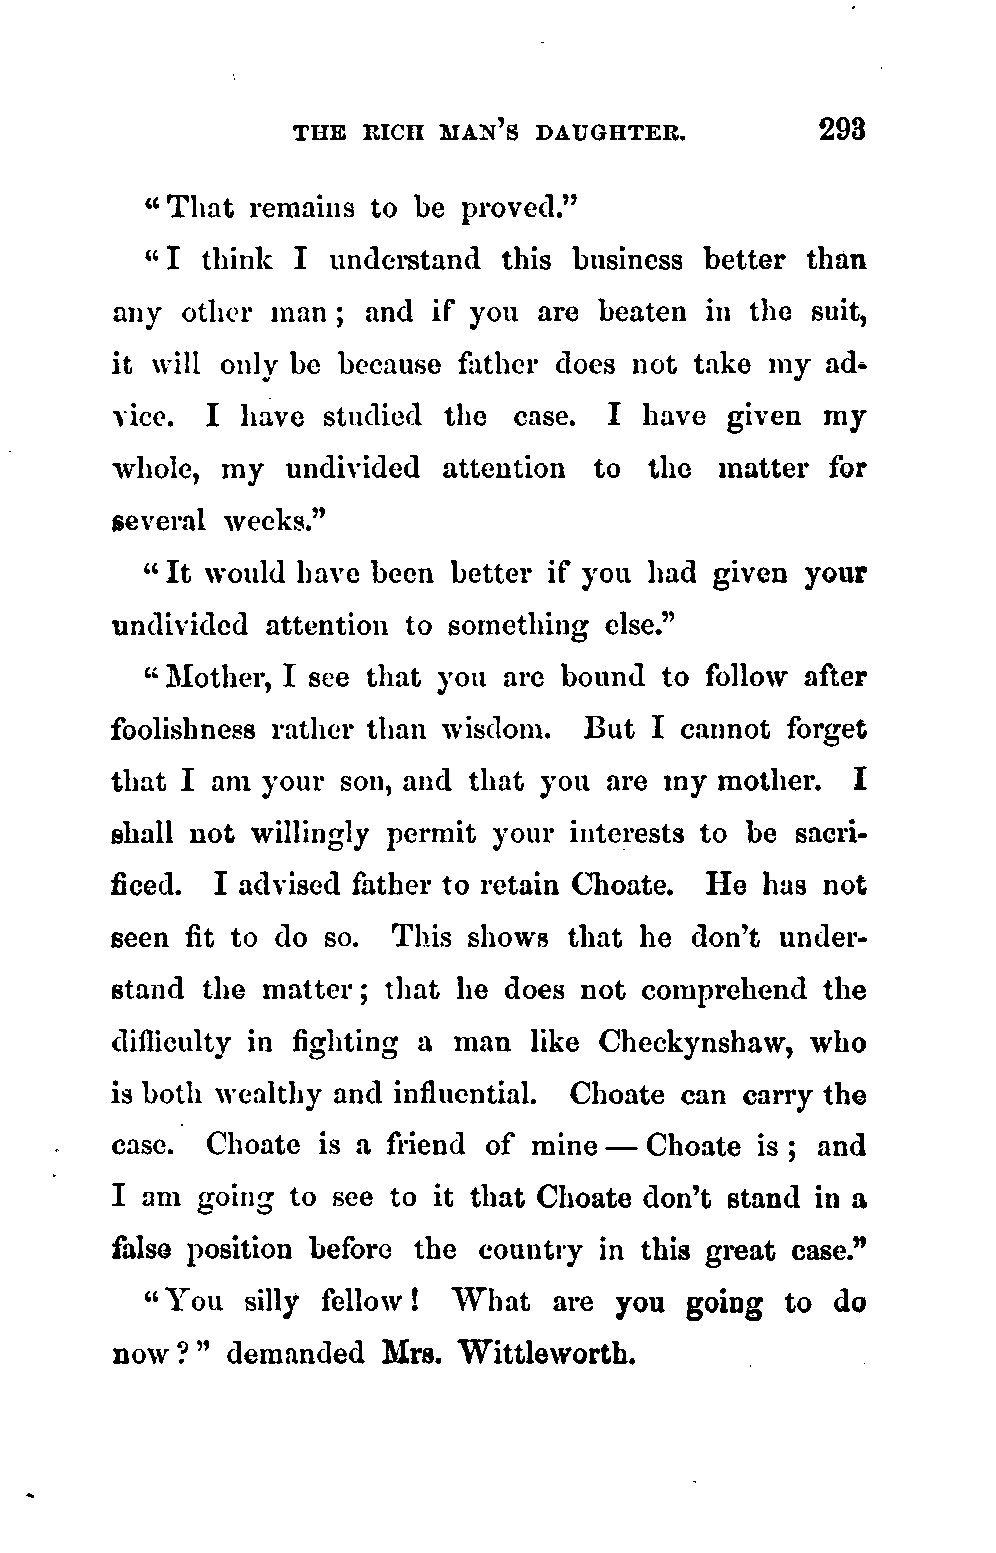 THE RICH MAN'S DAUGHTER. 293
"That remains to be proved."
"I think I understand this business better than
any other man; and if you are beaten in the suit,
it will only be because father does not take my ad-
vice. I have studied the case. I have given my
whole, my undivided attention to the matter for
several weeks."
"It would have been better if you had given your
undivided attention to something else."
"Mother, I see that you are bound to follow after
foolishness rather than wisdom. But I cannot forget
that I am your son, and that you are my mother. I
shall not willingly permit your interests to be sacri-
ficed. I advised father to retain Choate. He has not
seen fit to do so. This shows that he don't under-
stand the matter; that he does not comprehend the
difficulty in fighting a man like Checkynshaw, who
is both wealthy and influential. Choate can carry the
case. Choate is a friend of mine — Choate is; and
I am going to see to it that Choate don't stand in a
false position before the country in this great case."
"You silly fellow! What are you going to do
now?" demanded Mrs. Wittleworth.